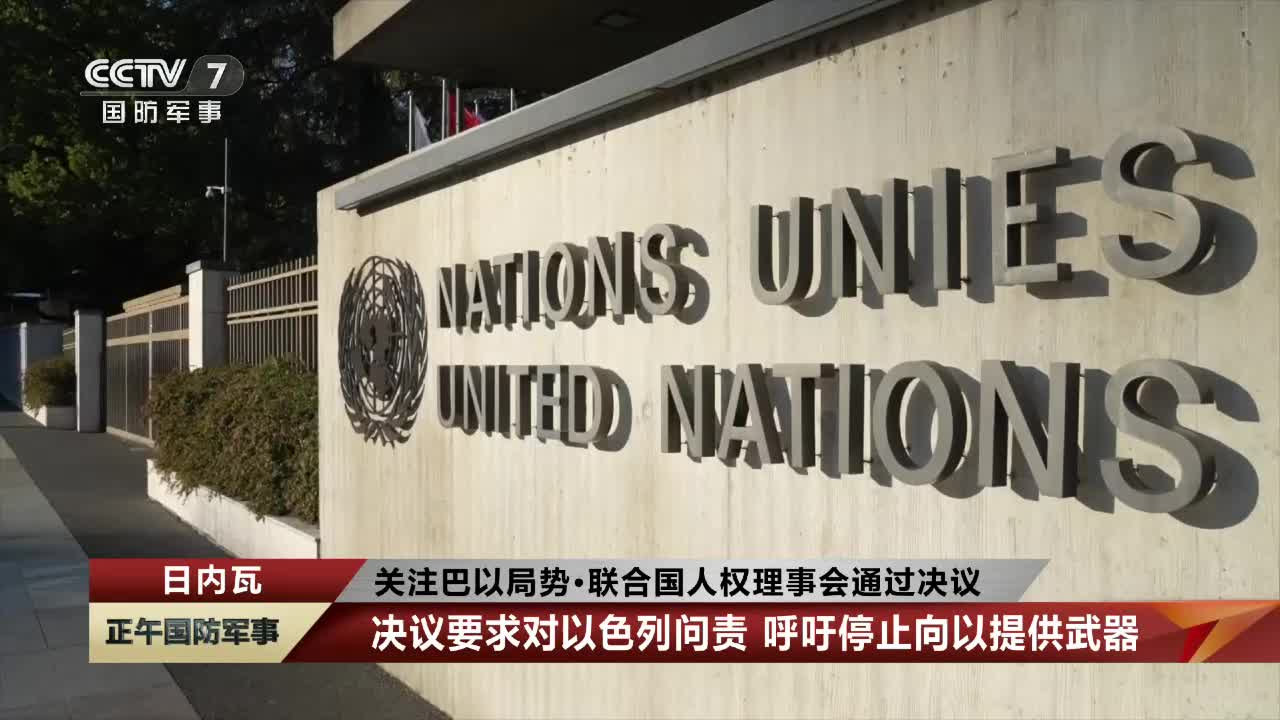 CCTV 7
国防军事
NATIONS UNIES
UNITED NATIONS
日内瓦
关注巴以局势·联合国人权理事会通过决议
正午国防军事
决议要求对以色列问责 呼吁停止向以提供武器